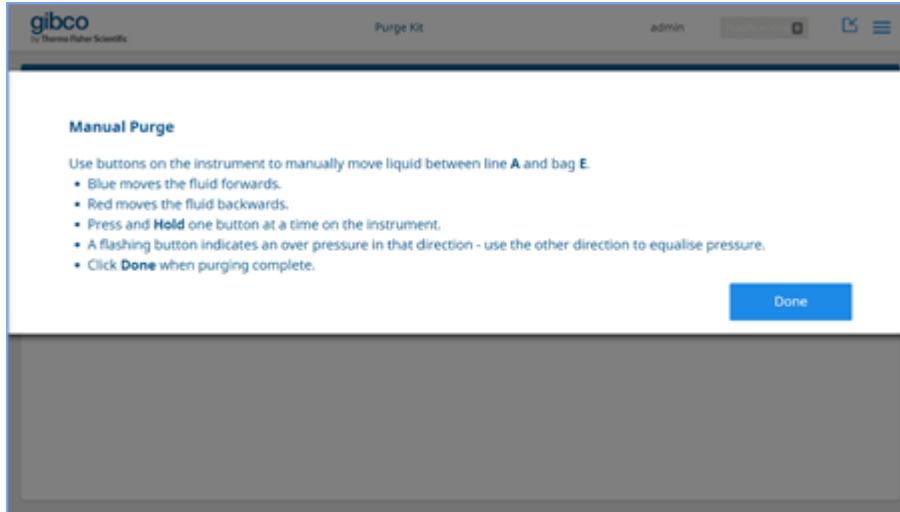 gibco
by Thermo Fisher Scientific
Purge Kit
admin
Manual Purge
Use buttons on the instrument to manually move liquid between line A and bag E.
• Blue moves the fluid forwards.
• Red moves the fluid backwards.
• Press and Hold one button at a time on the instrument.
• A flashing button indicates an over pressure in that direction - use the other direction to equalise pressure.
• Click Done when purging complete.
Done